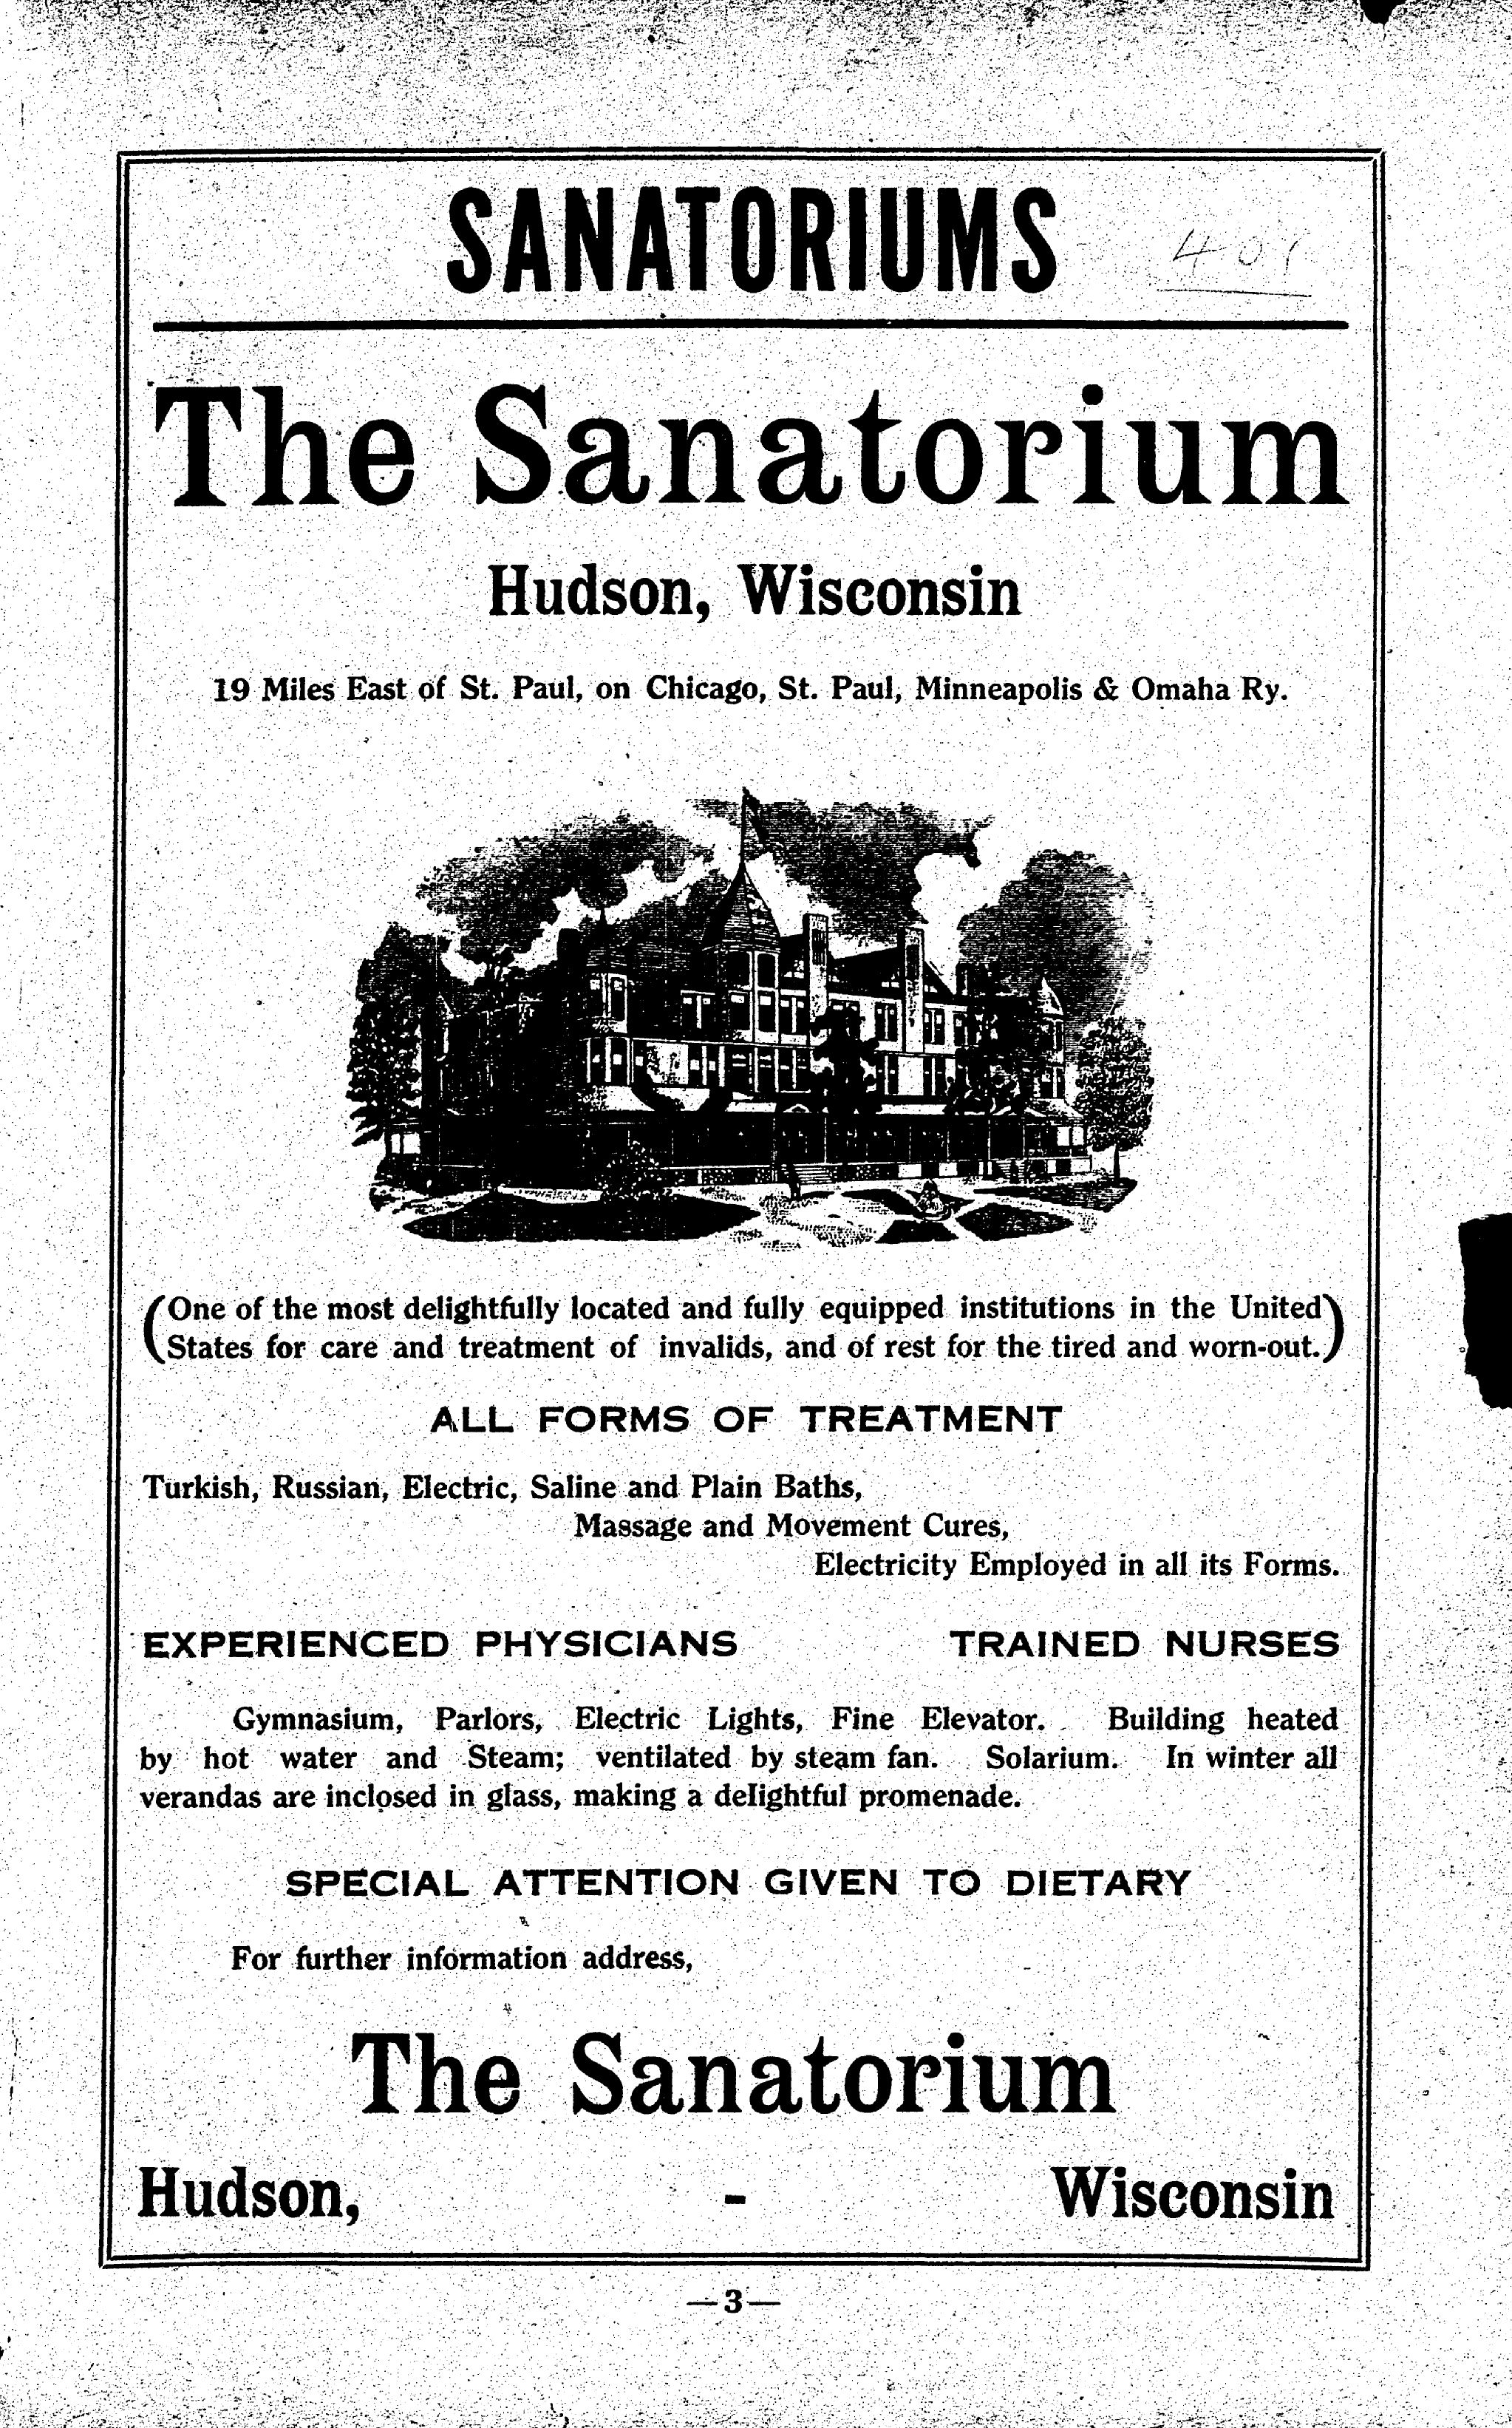 SANATORIUMS
401
The Sanatorium
Hudson, Wisconsin
19 Miles East of St. Paul, on Chicago, St. Paul, Minneapolis & Omaha Ry.
(One of the most delightfully located and fully equipped institutions in the United
States for care and treatment of invalids, and of rest for the tired and worn-out.)
ALL FORMS OF TREATMENT
Turkish, Russian, Electric, Saline and Plain Baths,
Massage and Movement Cures,
Electricity Employed in all its Forms.
EXPERIENCED PHYSICIANS TRAINED NURSES
Gymnasium, Parlors, Electric Lights, Fine Elevator. Building heated
by hot water and Steam; ventilated by steam fan. Solarium. In winter all
verandas are inclosed in glass, making a delightful promenade.
SPECIAL ATTENTION GIVEN TO DIETARY
For further information address,
The Sanatorium
Hudson, - Wisconsin
—3—